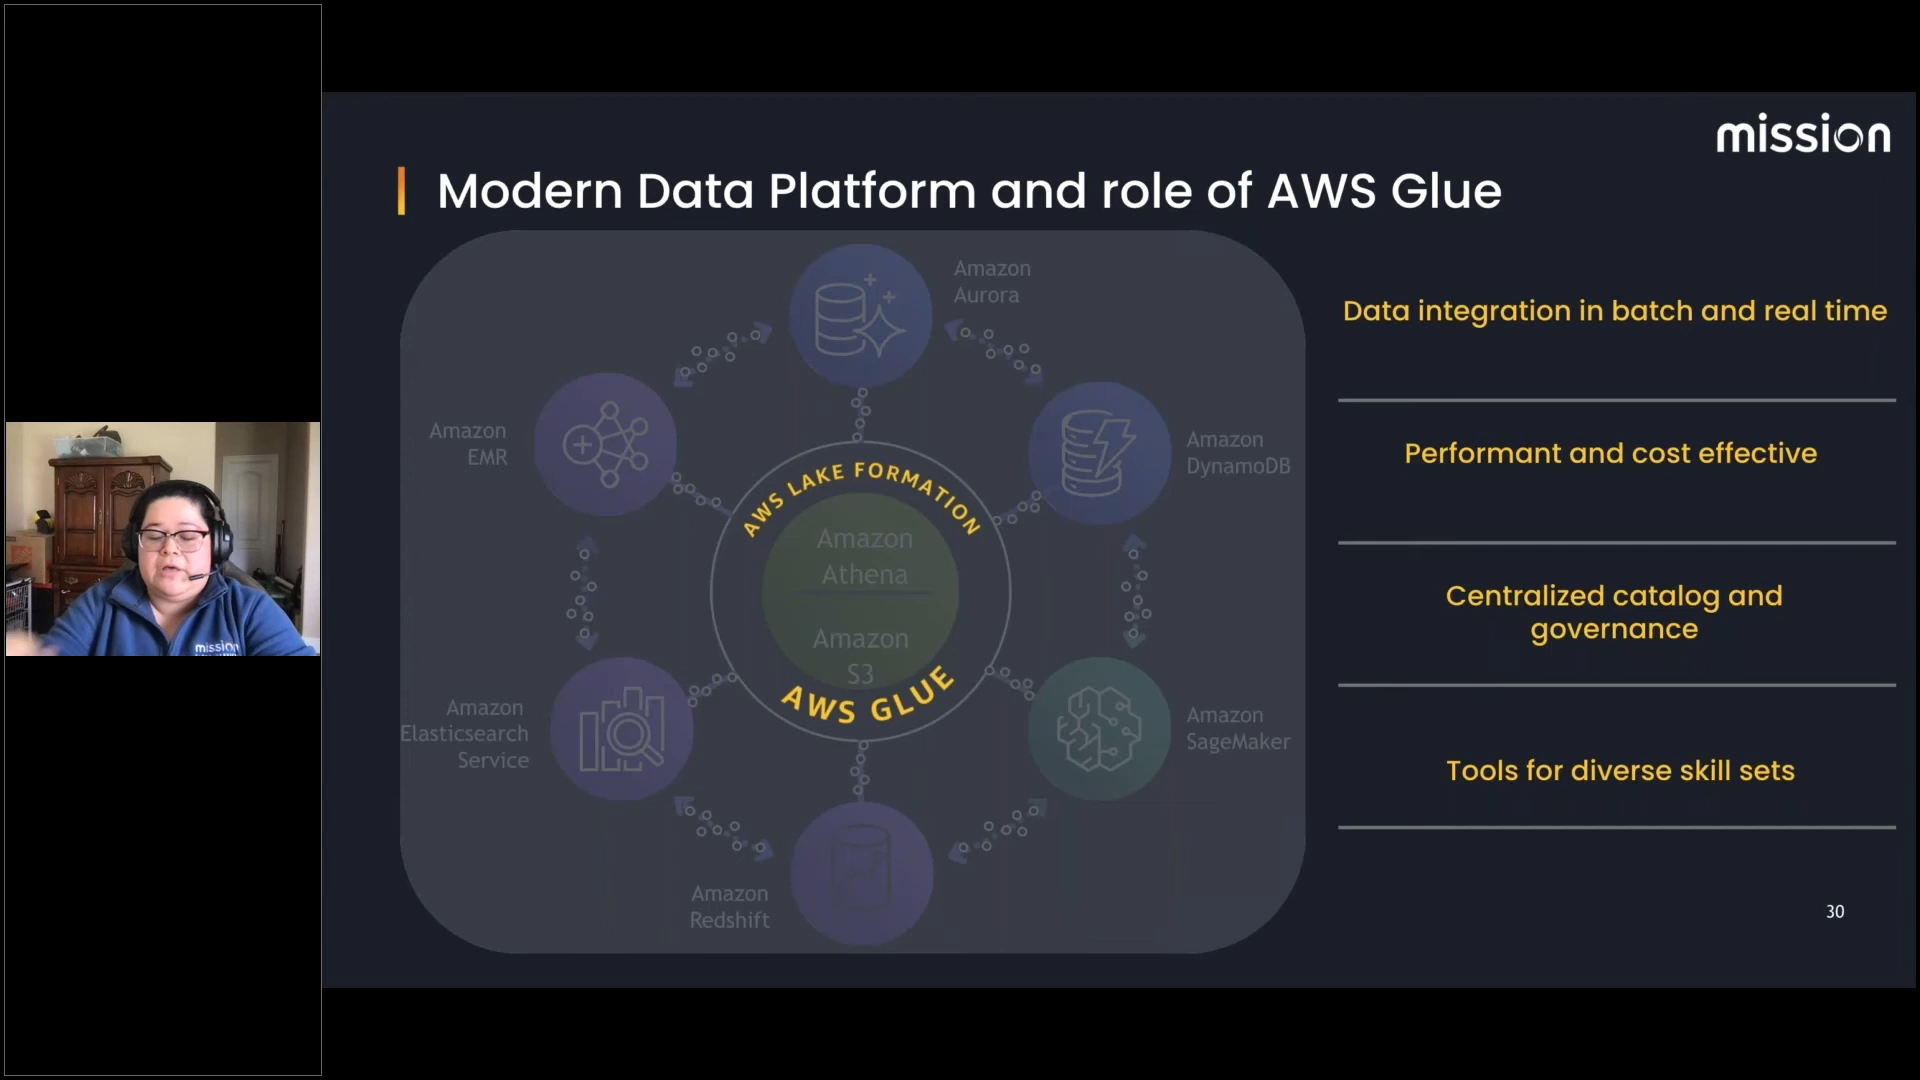 mission
Modern Data Platform and role of AWS Glue
Amazon
Aurora
Data integration in batch and real time
Amazon
EMR
Amazon
DynamoDB
Performant and cost effective
AWS LAKE FORMATION
Amazon
Athena
Amazon
S3
AWS GLUE
Centralized catalog and
governance
mission
Amazon
Elasticsearch
Service
Amazon
SageMaker
Tools for diverse skill sets
Amazon
Redshift
30